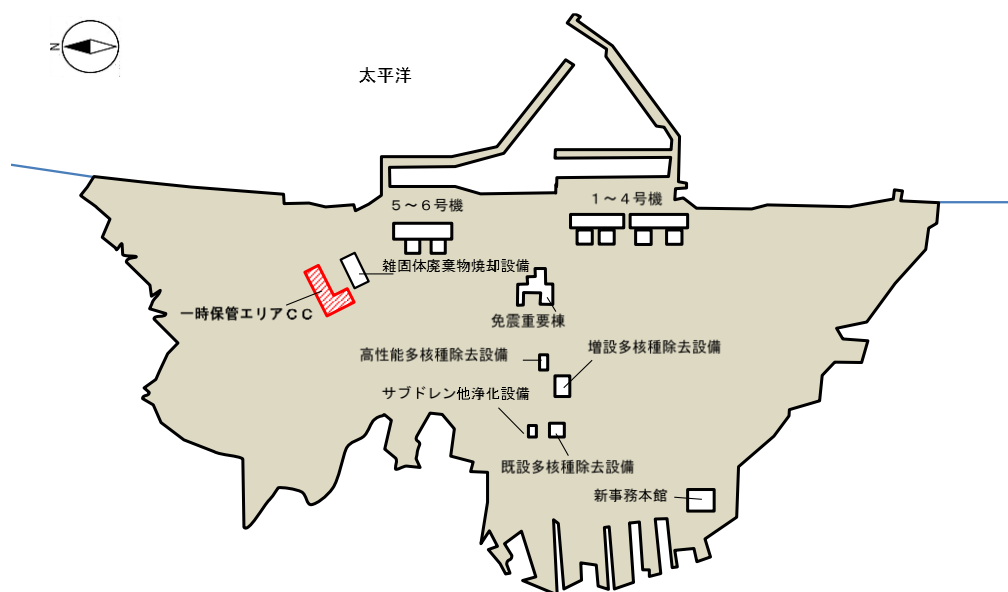 N
太平洋
５～６号機
１～４号機
雑固体廃棄物焼却設備
一時保管エリアＣＣ
免震重要棟
増設多核種除去設備
高性能多核種除去設備
サブドレン他浄化設備
既設多核種除去設備
新事務本館